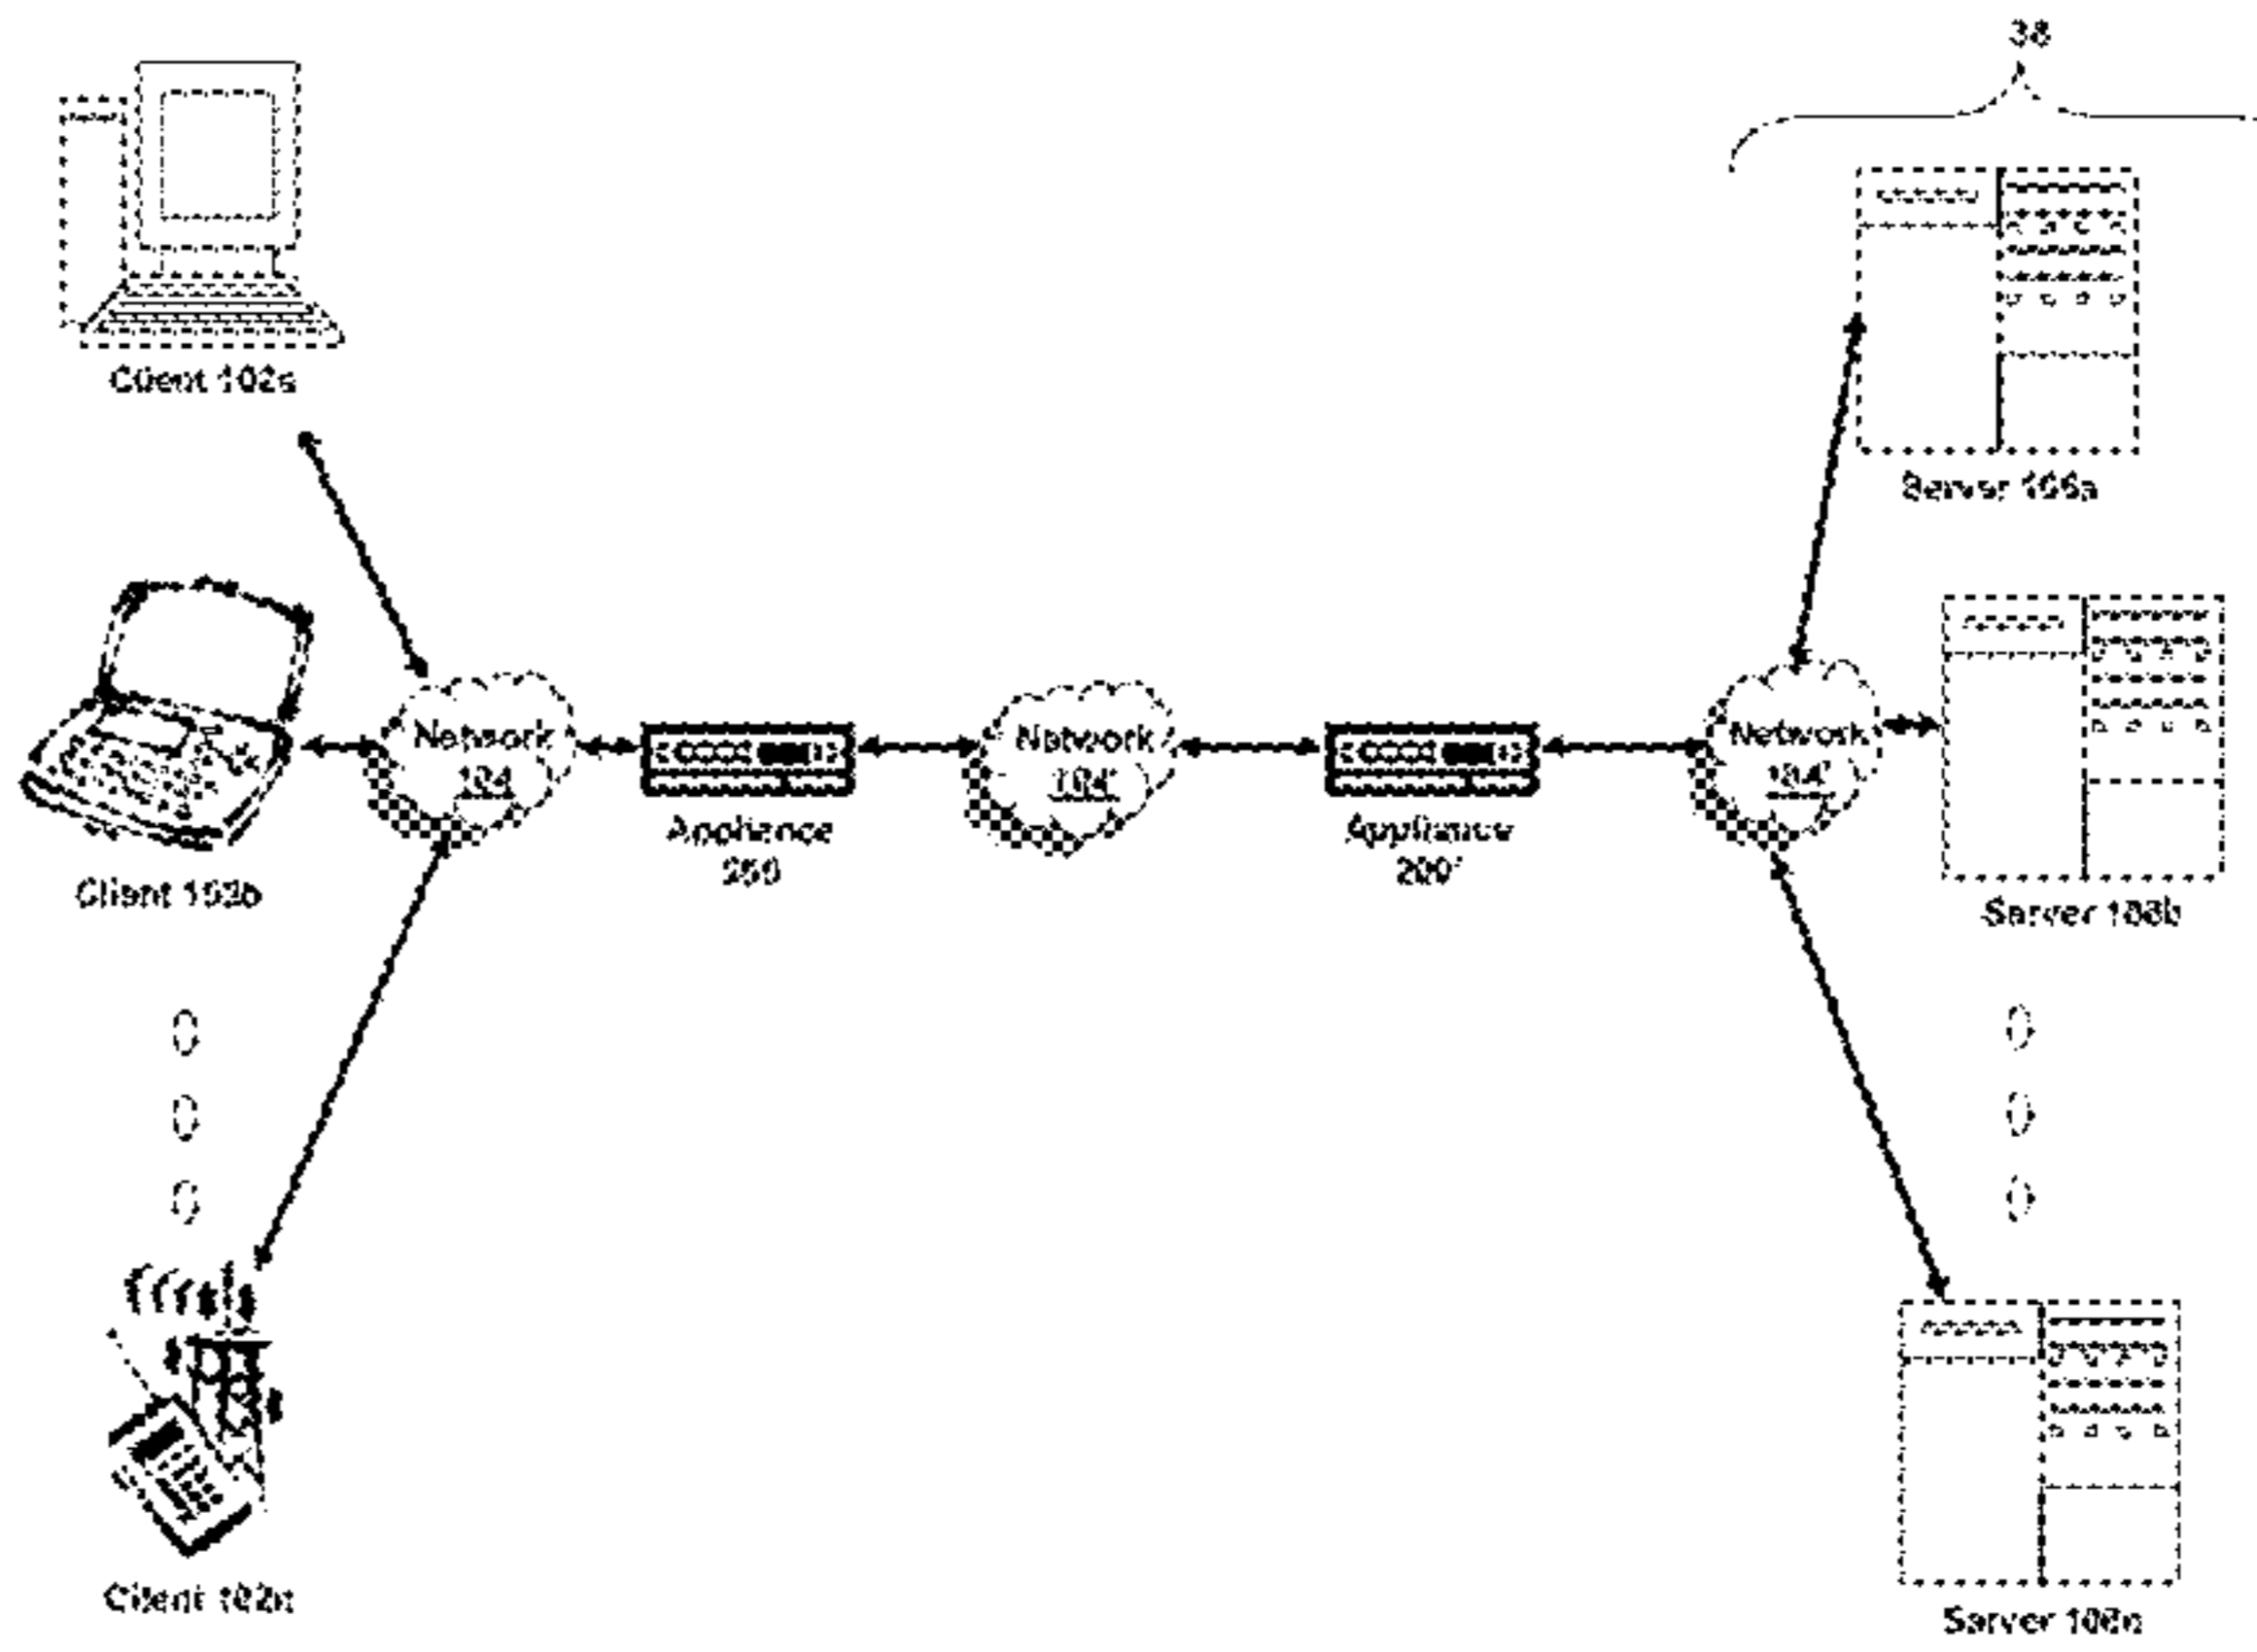 38
Client 102a
Server 106a
Network
104
Appliance
200
Network
104'
Appliance
200'
Network
104"
Client 102b
Server 106b
Client 102n
Server 106n